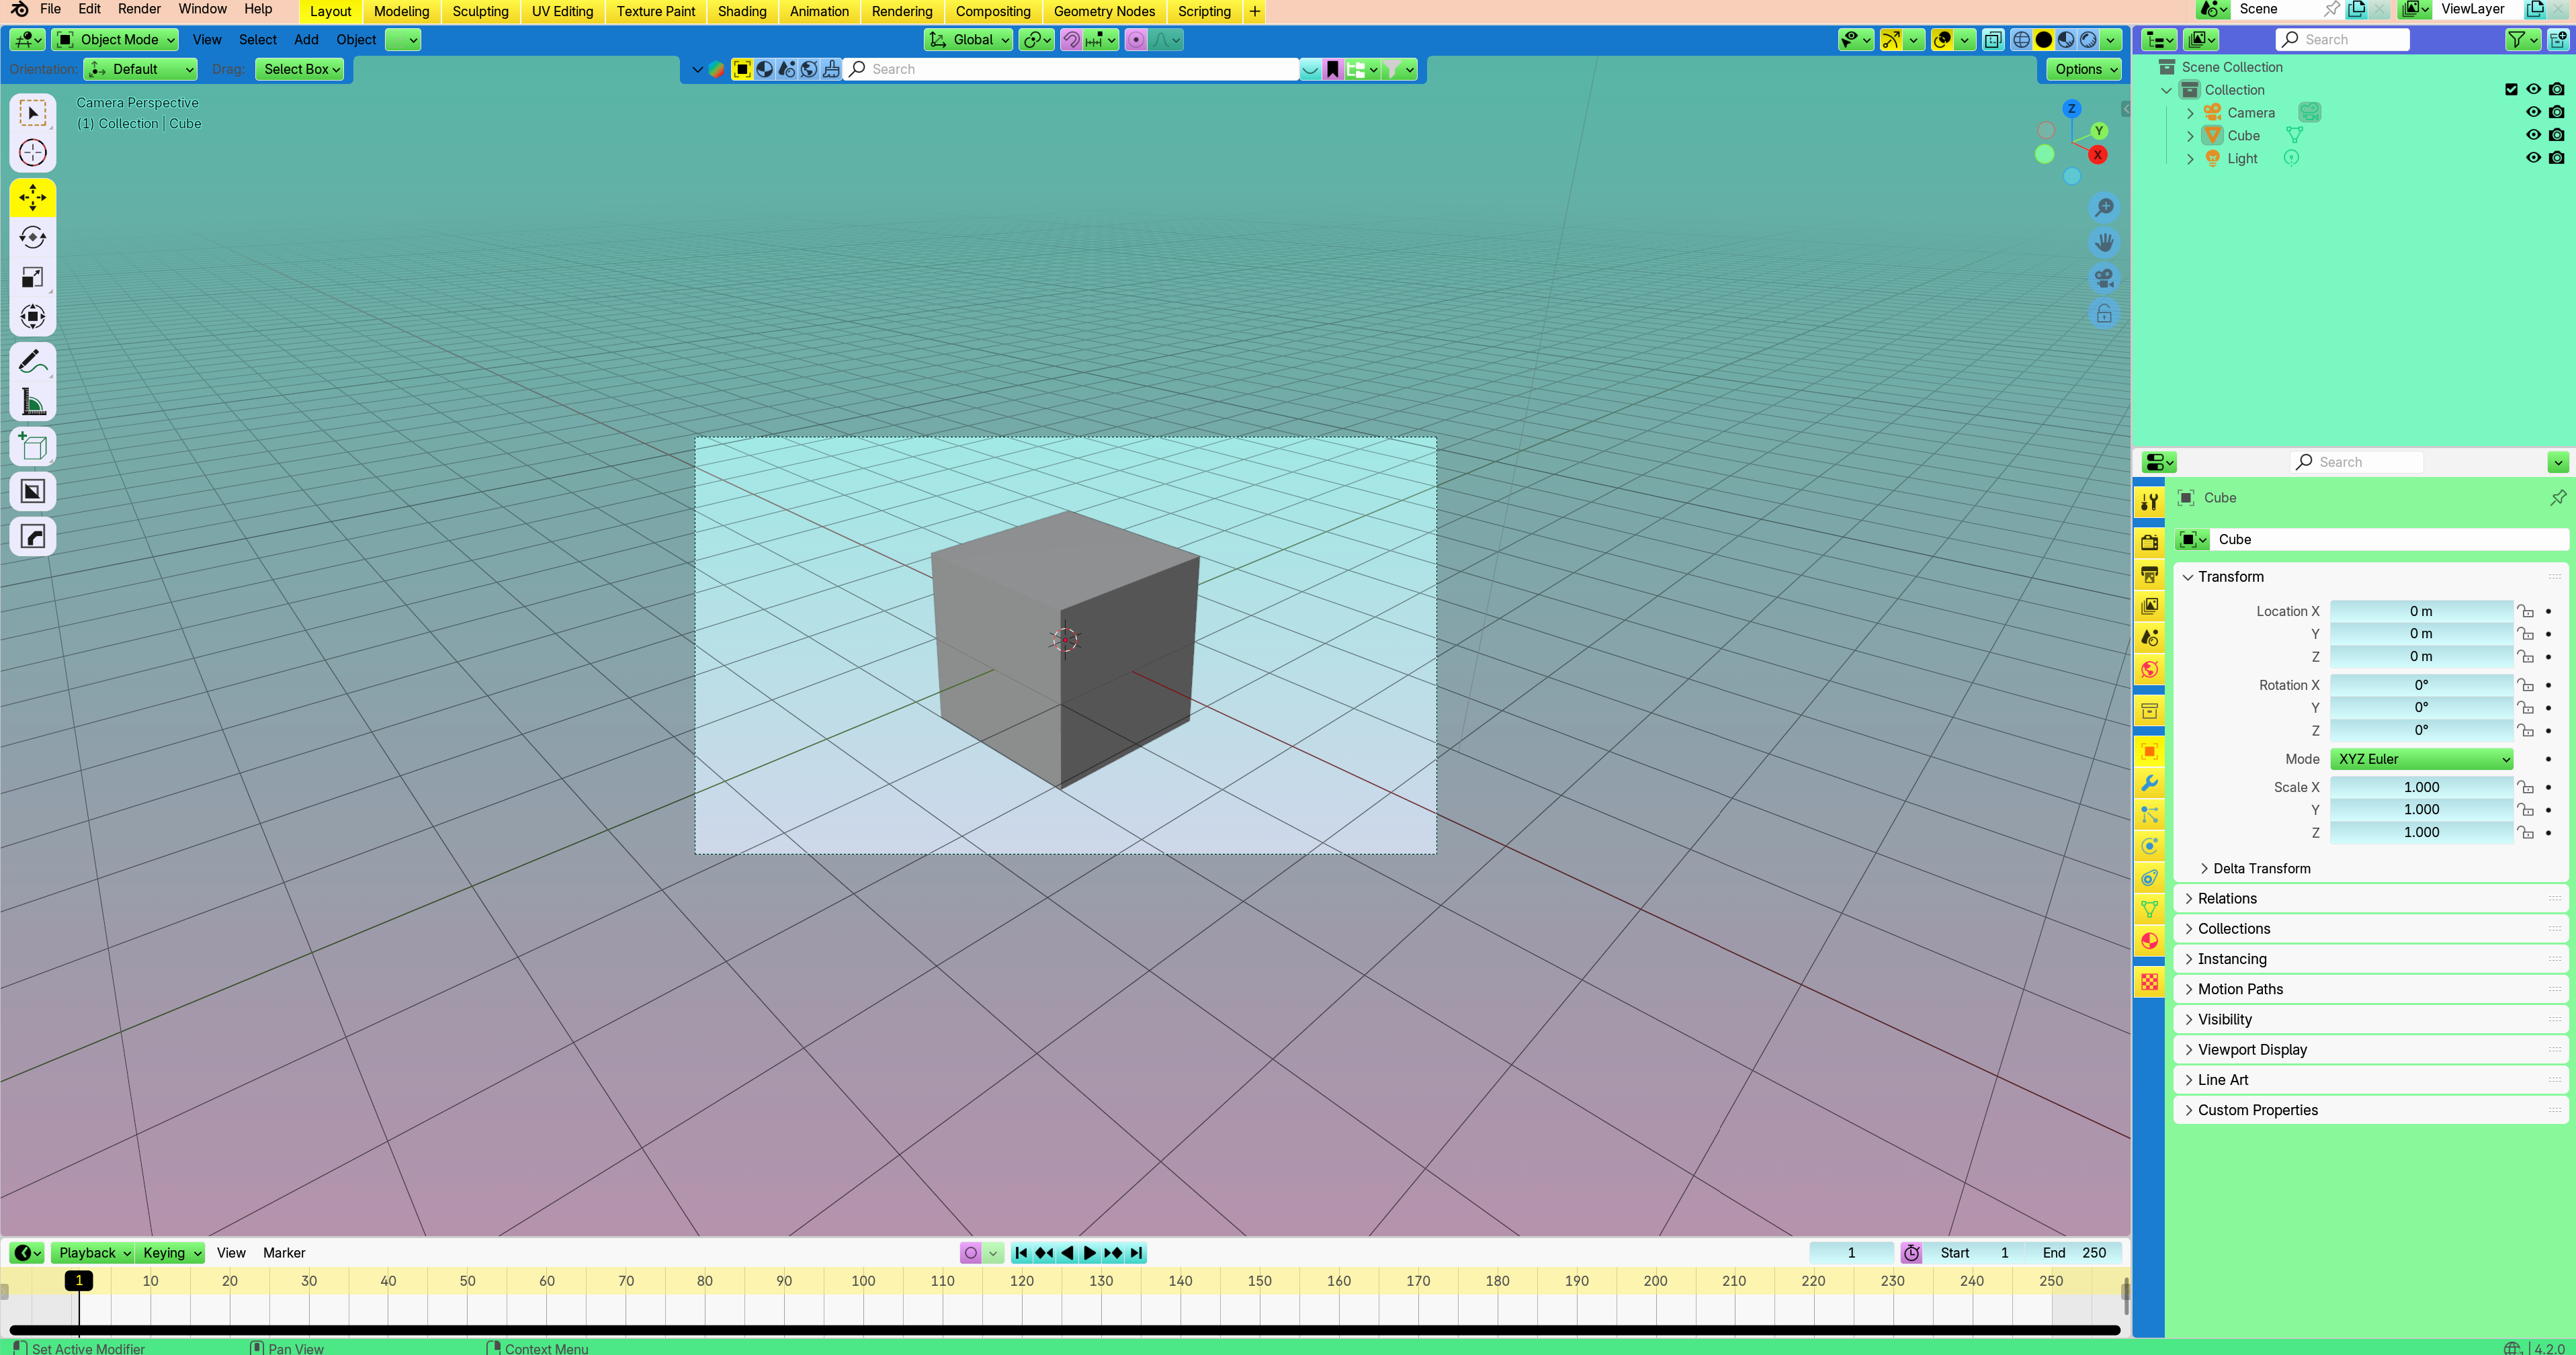 File Edit Render Window Help Layout Modeling Sculpting UV Editing Texture Paint Shading Animation Rendering Compositing Geometry Nodes Scripting + Scene ViewLayer
Object Mode View Select Add Object Global Search
Orientation: Default Drag: Select Box Search Options
Camera Perspective
(1) Collection | Cube
Z
Y
X
Scene Collection
Collection
Camera
Cube
Light
Search
Cube
Cube
Transform
Location X 0 m
Y 0 m
Z 0 m
Rotation X 0°
Y 0°
Z 0°
Mode XYZ Euler
Scale X 1.000
Y 1.000
Z 1.000
Delta Transform
Relations
Collections
Instancing
Motion Paths
Visibility
Viewport Display
Line Art
Custom Properties
Playback Keying View Marker 1 Start 1 End 250
1 10 20 30 40 50 60 70 80 90 100 110 120 130 140 150 160 170 180 190 200 210 220 230 240 250
Set Active Modifier Pan View Context Menu 4.2.0